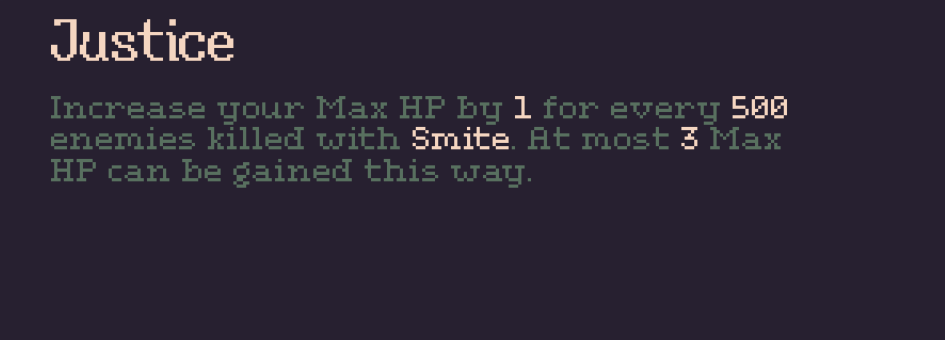 Justice
Increase your Max HP by 1 for every 500
enemies killed with Smite. At most 3 Max
HP can be gained this way.